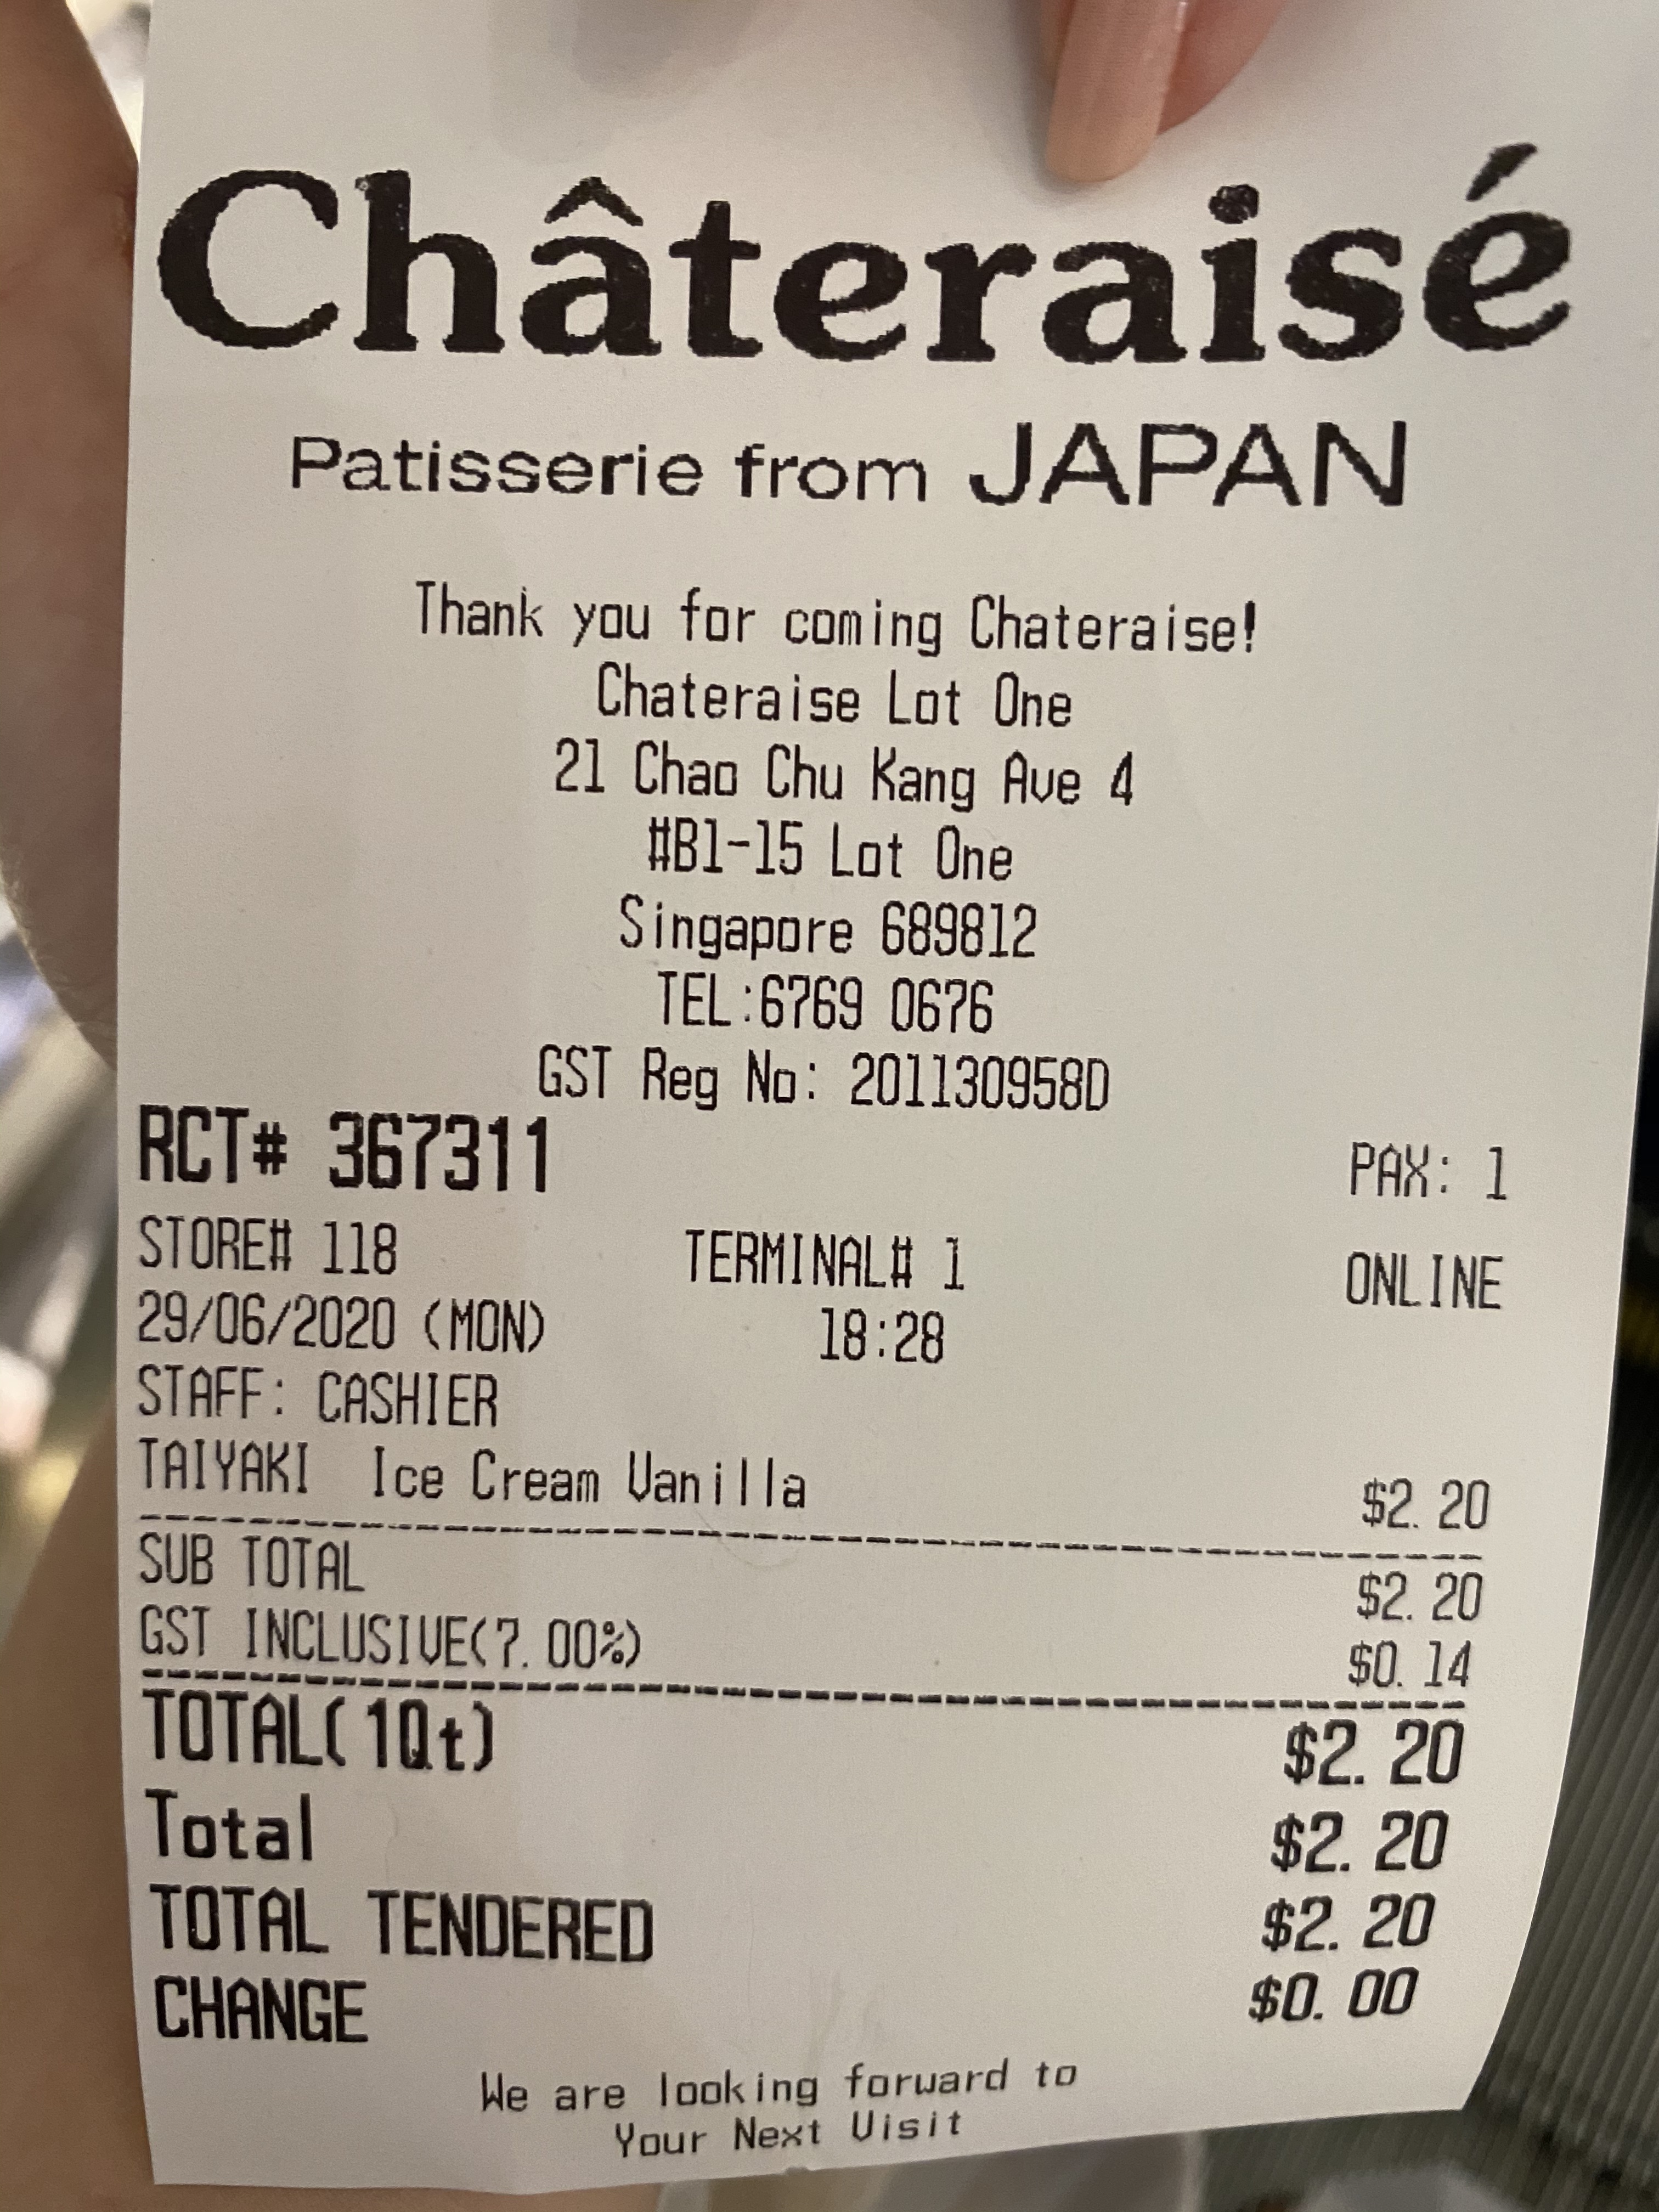 Châteraisé
Patisserie from JAPAN
Thank you for coming Chateraise!
Chateraise Lot One
21 Chao Chu Kang Ave 4
#B1-15 Lot One
Singapore 689812
TEL:6769 0676
GST Reg No: 201130958D
RCT# 367311 PAX: 1
STORE# 118 TERMINAL# 1 ONLINE
29/06/2020 (MON) 18:28
STAFF: CASHIER
TAIYAKI Ice Cream Vanilla $2.20
SUB TOTAL $2.20
GST INCLUSIVE(7.00%) $0.14
TOTAL(1Qt) $2.20
Total $2.20
TOTAL TENDERED $2.20
CHANGE $0.00
We are looking forward to
Your Next Visit